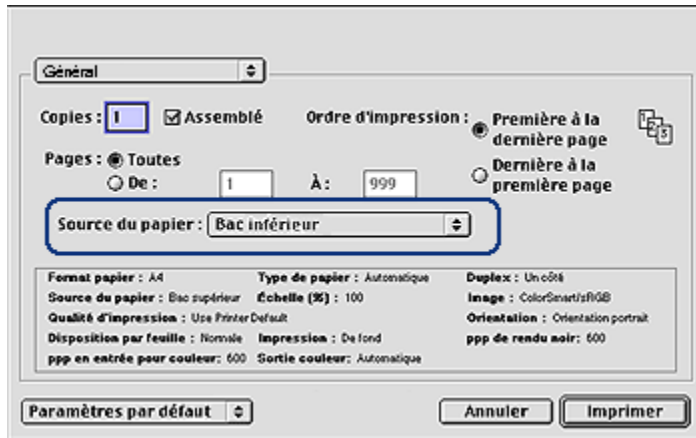 Général
Copies : 1 Assemblé Ordre d'impression : Première à la dernière page
Pages : Toutes Dernière à la première page
De : 1 À : 999
Source du papier : Bac inférieur
Format papier : A4 Type de papier : Automatique Duplex : Un côté
Source du papier : Bac supérieur Échelle (%) : 100 Image : ColorSmart/sRGB
Qualité d'impression : Use Printer Default Orientation : Orientation portrait
Disposition par feuille : Normale Impression : De fond ppp de rendu noir: 600
ppp en entrée pour couleur: 600 Sortie couleur: Automatique
Paramètres par défaut Annuler Imprimer